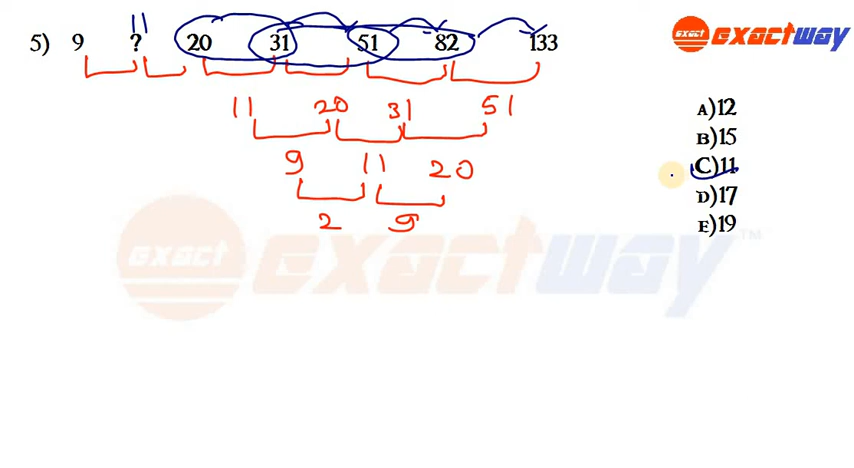 EXACTWAY
11
5) 9 ? 20 31 51 82 133
11 20 31 51
9 11 20
2 9
A)12
B)15
C)11
D)17
E)19
exactway TM